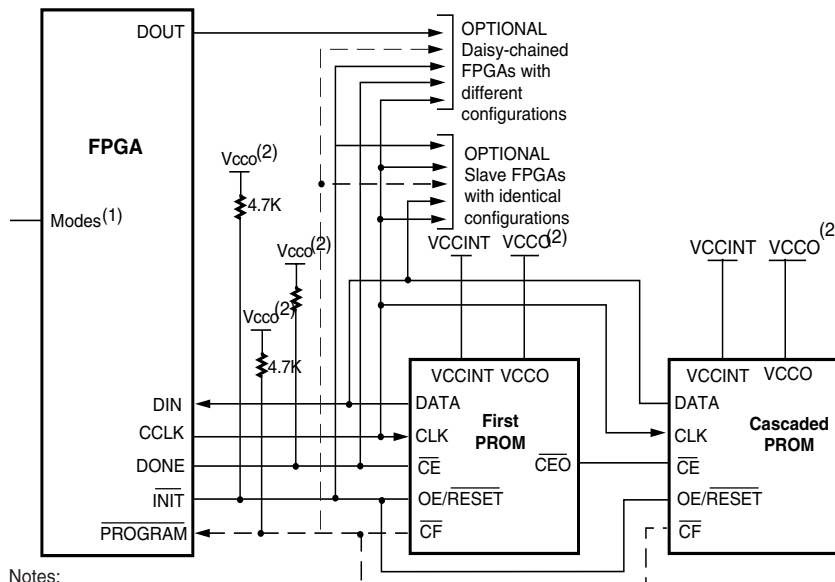 DOUT
OPTIONAL
Daisy-chained
FPGAs with
different
configurations
FPGA
OPTIONAL
Slave FPGAs
with identical
configurations
Vcco(2)
4.7K
Modes(1)
Vcco(2)
Vcco(2)
4.7K
VCCINT VCCO(2)
VCCINT VCCO(2
VCCINT VCCO
VCCINT VCCO
DIN
CCLK
DONE
INIT
PROGRAM
DATA
CLK
CE
OE/RESET
CF
First
PROM
CEO
DATA
CLK
CE
OE/RESET
CF
Cascaded
PROM
Notes: